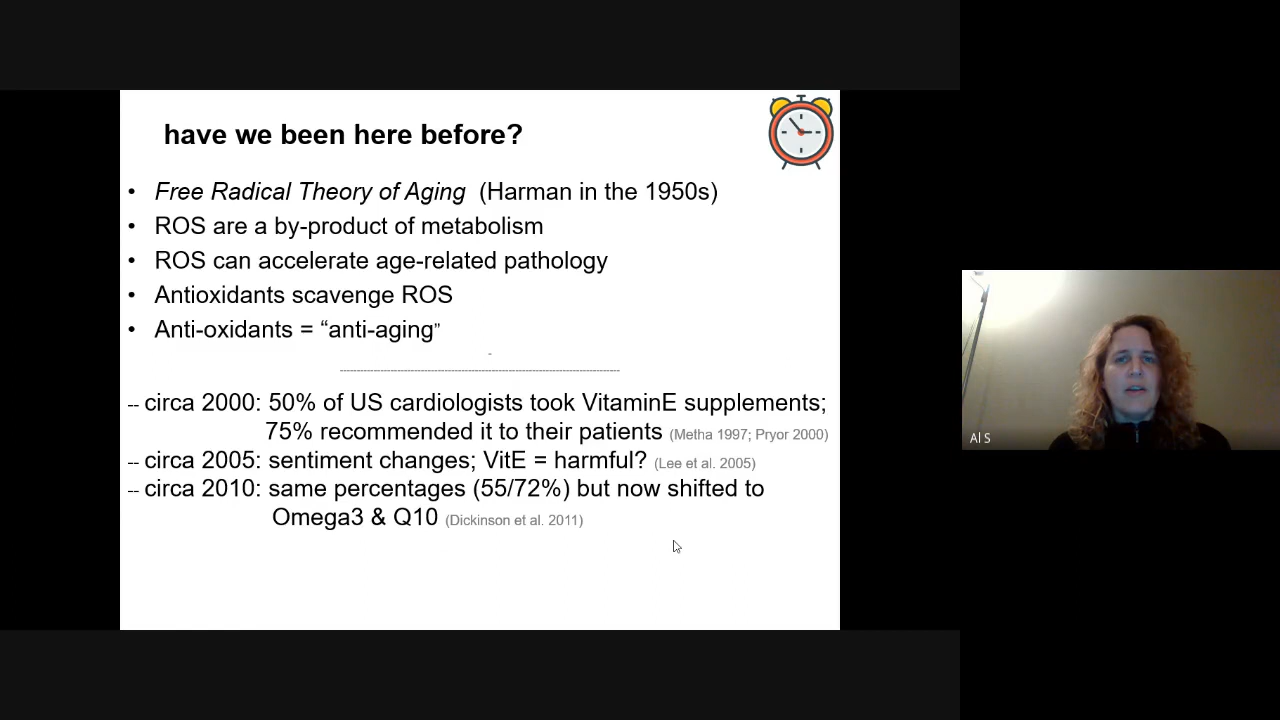 have we been here before?
• Free Radical Theory of Aging (Harman in the 1950s)
• ROS are a by-product of metabolism
• ROS can accelerate age-related pathology
• Antioxidants scavenge ROS
• Anti-oxidants = “anti-aging”
-
--------------------------------------------------------------------------------
-- circa 2000: 50% of US cardiologists took VitaminE supplements;
75% recommended it to their patients (Metha 1997; Pryor 2000)
-- circa 2005: sentiment changes; VitE = harmful? (Lee et al. 2005)
-- circa 2010: same percentages (55/72%) but now shifted to
Omega3 & Q10 (Dickinson et al. 2011)
Al S